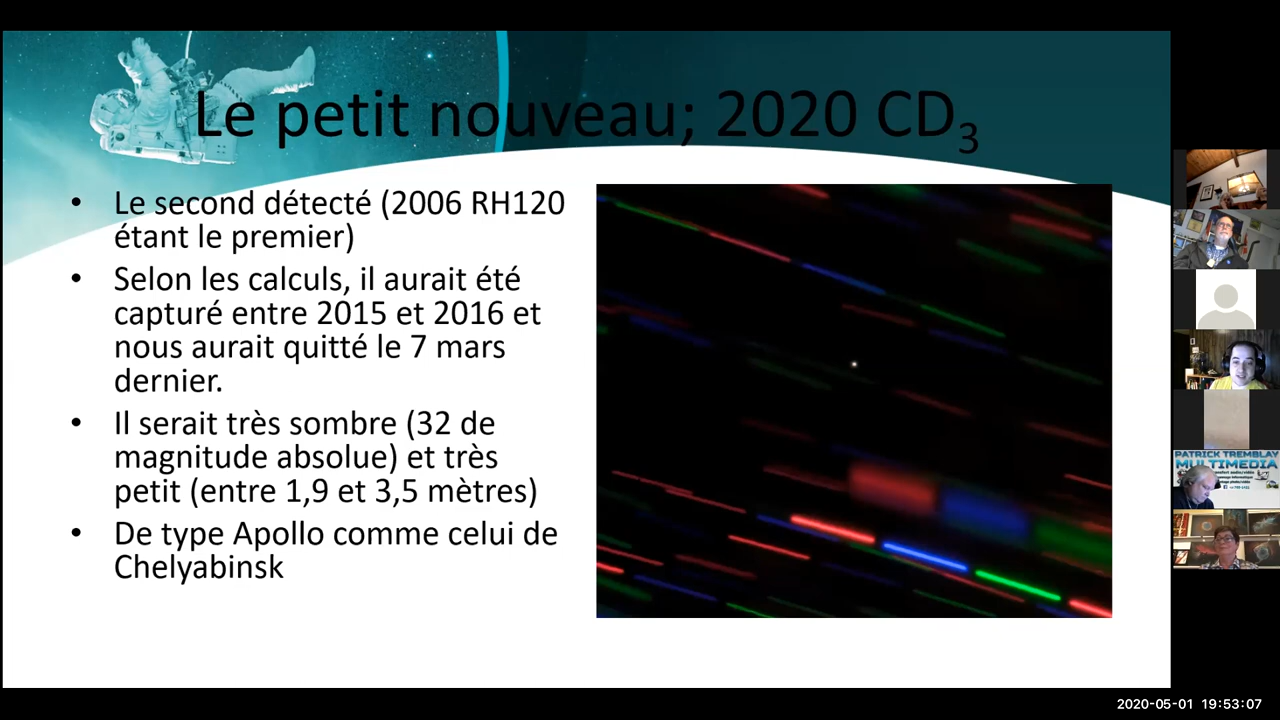 Le petit nouveau; 2020 CD₃
• Le second détecté (2006 RH120
étant le premier)
• Selon les calculs, il aurait été
capturé entre 2015 et 2016 et
nous aurait quitté le 7 mars
dernier.
• Il serait très sombre (32 de
magnitude absolue) et très
petit (entre 1,9 et 3,5 mètres)
• De type Apollo comme celui de
Chelyabinsk
PATRICK TREMBLAY
MULTIMEDIA
2020-05-01 19:53:07